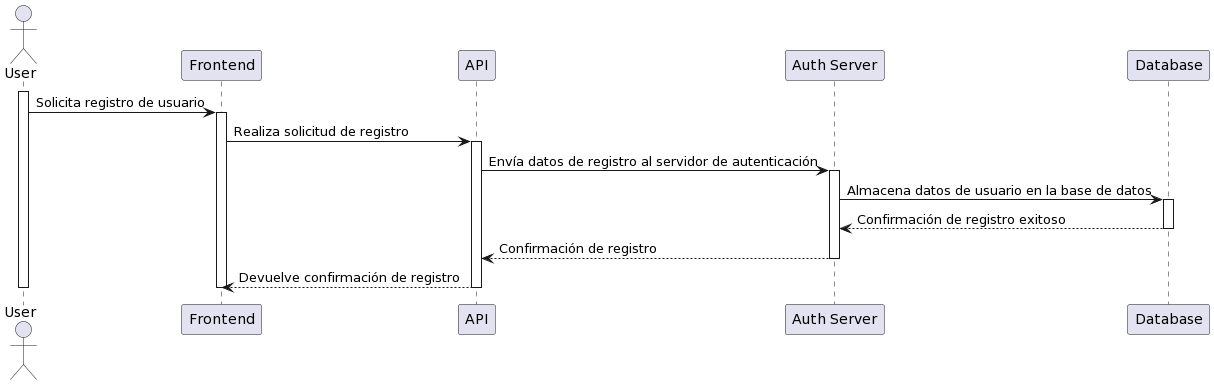 User
Frontend
API
Auth Server
Database
Solicita registro de usuario
Realiza solicitud de registro
Envía datos de registro al servidor de autenticación
Almacena datos de usuario en la base de datos
Confirmación de registro exitoso
Confirmación de registro
Devuelve confirmación de registro
User
Frontend
API
Auth Server
Database